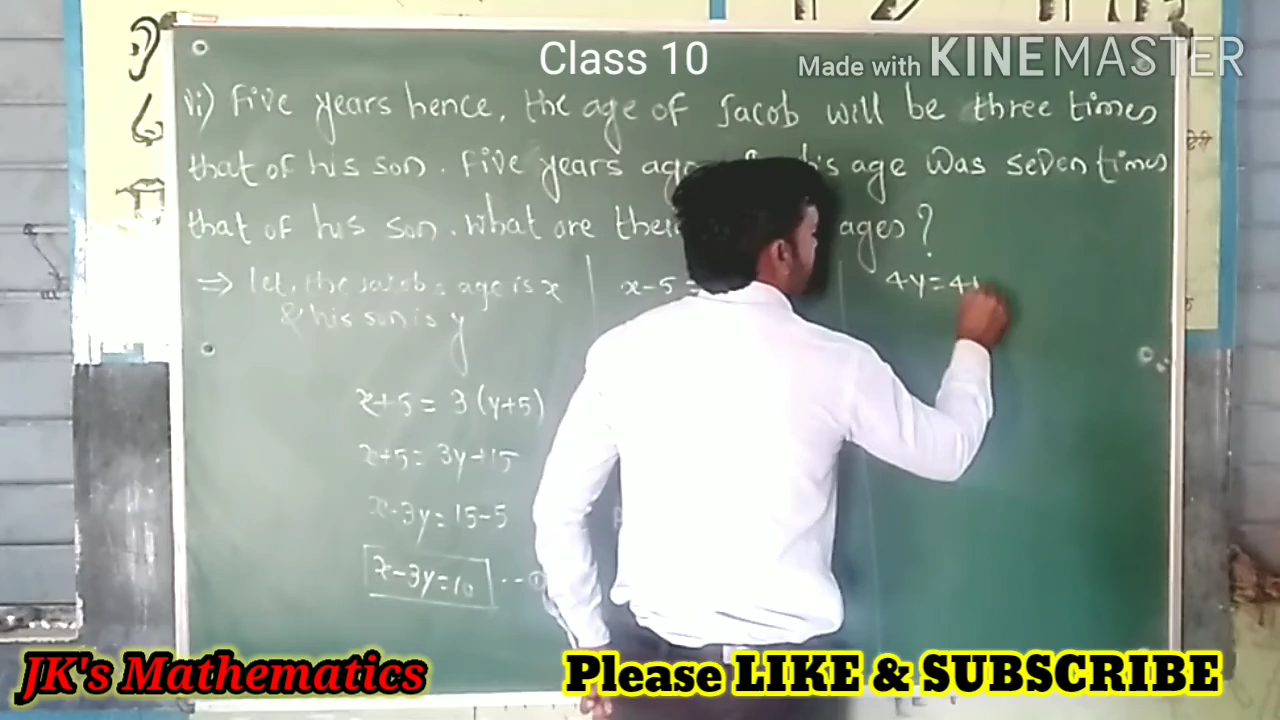 Class 10
Made with KINEMASTER
vi) Five years hence, the age of Jacob will be three times
that of his son. Five years ago his age was seven times
that of his son. What are ages?
⇒ let, the Jacob's age is x
& his son is y
x+5 = 3(y+5)
x+5 = 3y+15
x-3y = 15-5
x-3y=10 --①
x-5 =
4y=4
JK's Mathematics
Please LIKE & SUBSCRIBE